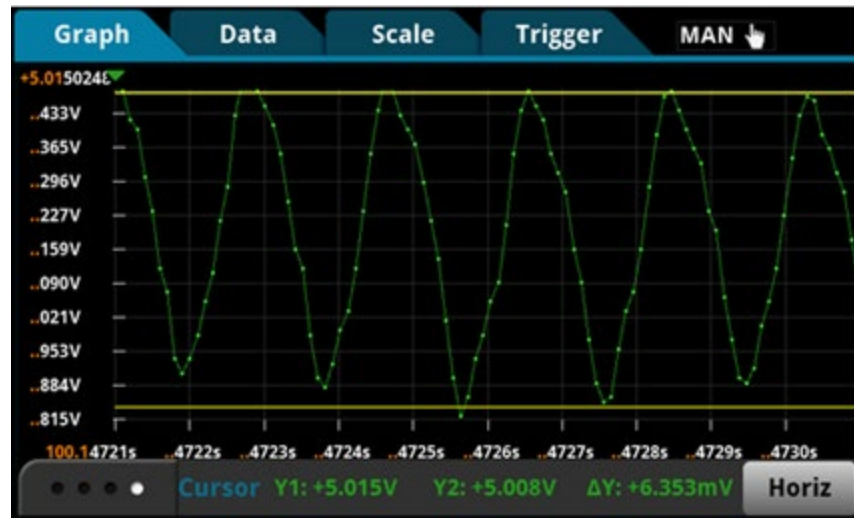 Graph Data Scale Trigger MAN
+5.0150248V
..433V
..365V
..296V
..227V
..159V
..090V
..021V
..953V
..884V
..815V
100.14721s ..4722s ..4723s ..4724s ..4725s ..4726s ..4727s ..4728s ..4729s ..4730s
Cursor Y1: +5.015V Y2: +5.008V ΔY: +6.353mV Horiz